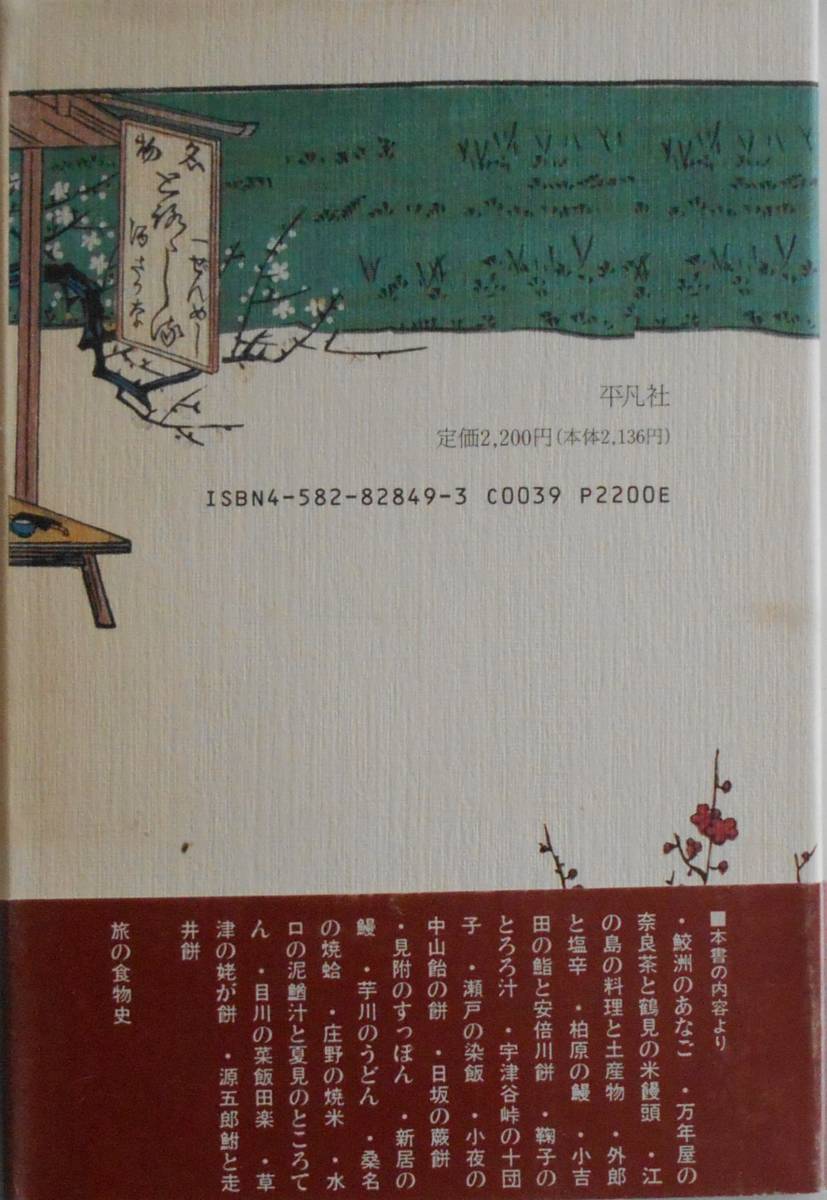 名物
とろろ汁
一ぜんめし
酒さかな
平凡社
定価2,200円(本体2,136円)
ISBN4-582-82849-3 C0039 P2200E
■本書の内容より
・鮫洲のあなご ・万年屋の
奈良茶と鶴見の米饅頭 ・江
の島の料理と土産物 ・外郎
と塩辛 ・柏原の鰻 ・小吉
田の鮨と安倍川餅 ・鞠子の
とろろ汁 ・宇津谷峠の十団
子 ・瀬戸の染飯 ・小夜の
中山飴の餅 ・日坂の蕨餅
・見附のすっぽん ・新居の
鰻 ・芋川のうどん ・桑名
の焼蛤 ・庄野の焼米 ・水
口の泥鰌汁と夏見のところて
ん ・目川の菜飯田楽 ・草
津の姥が餅 ・源五郎鮒と走
井餅
旅の食物史